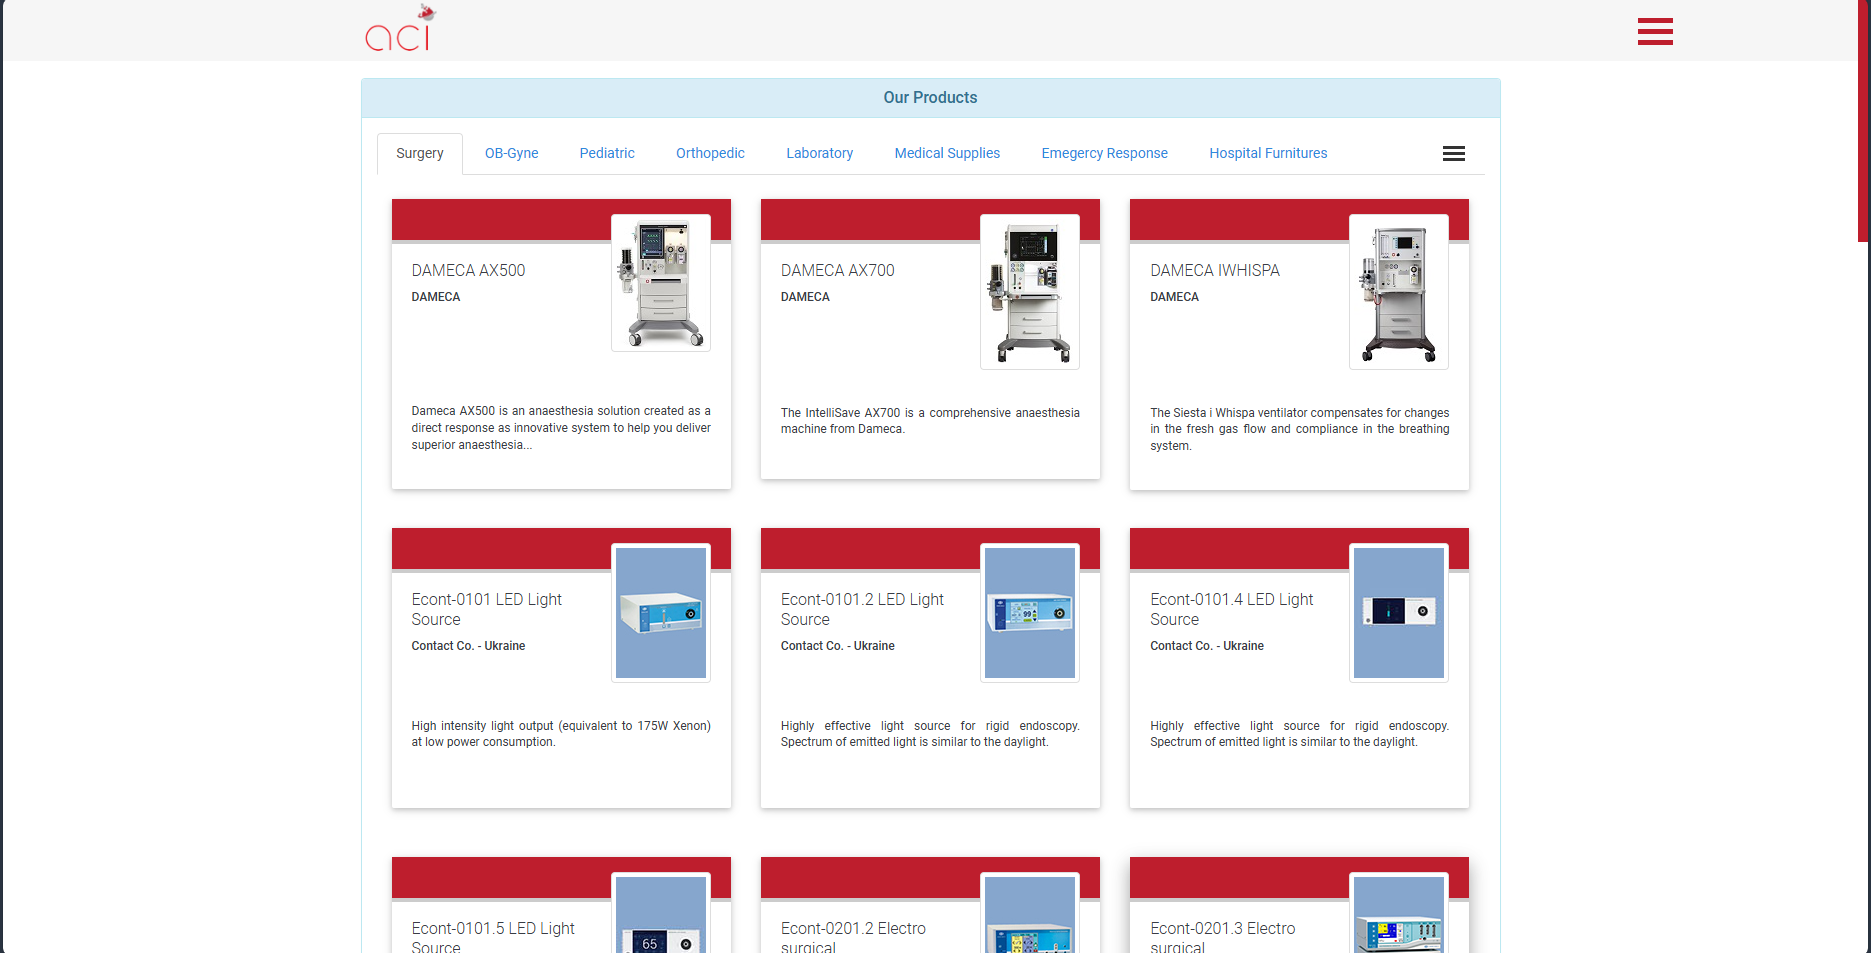 aci
Our Products
Surgery
OB-Gyne
Pediatric
Orthopedic
Laboratory
Medical Supplies
Emegercy Response
Hospital Furnitures
DAMECA AX500
DAMECA
Dameca AX500 is an anaesthesia solution created as a
direct response as innovative system to help you deliver
superior anaesthesia...
DAMECA AX700
DAMECA
The IntelliSave AX700 is a comprehensive anaesthesia
machine from Dameca.
DAMECA IWHISPA
DAMECA
The Siesta i Whispa ventilator compensates for changes
in the fresh gas flow and compliance in the breathing
system.
Econt-0101 LED Light
Source
Contact Co. - Ukraine
High intensity light output (equivalent to 175W Xenon)
at low power consumption.
Econt-0101.2 LED Light
Source
Contact Co. - Ukraine
99
Highly effective light source for rigid endoscopy.
Spectrum of emitted light is similar to the daylight.
Econt-0101.4 LED Light
Source
Contact Co. - Ukraine
Highly effective light source for rigid endoscopy.
Spectrum of emitted light is similar to the daylight.
Econt-0101.5 LED Light
Source
65
Econt-0201.2 Electro
surgical
Econt-0201.3 Electro
surgical